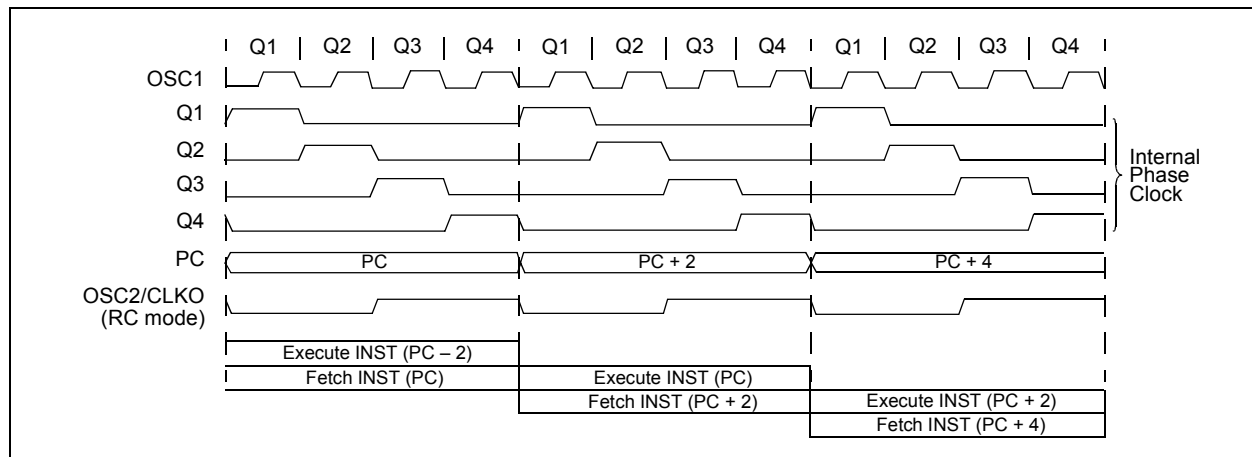 Q1 Q2 Q3 Q4 Q1 Q2 Q3 Q4 Q1 Q2 Q3 Q4
OSC1
Q1
Q2
Q3
Q4
Internal
Phase
Clock
PC PC PC + 2 PC + 4
OSC2/CLKO
(RC mode)
Execute INST (PC – 2)
Fetch INST (PC) Execute INST (PC)
Fetch INST (PC + 2) Execute INST (PC + 2)
Fetch INST (PC + 4)